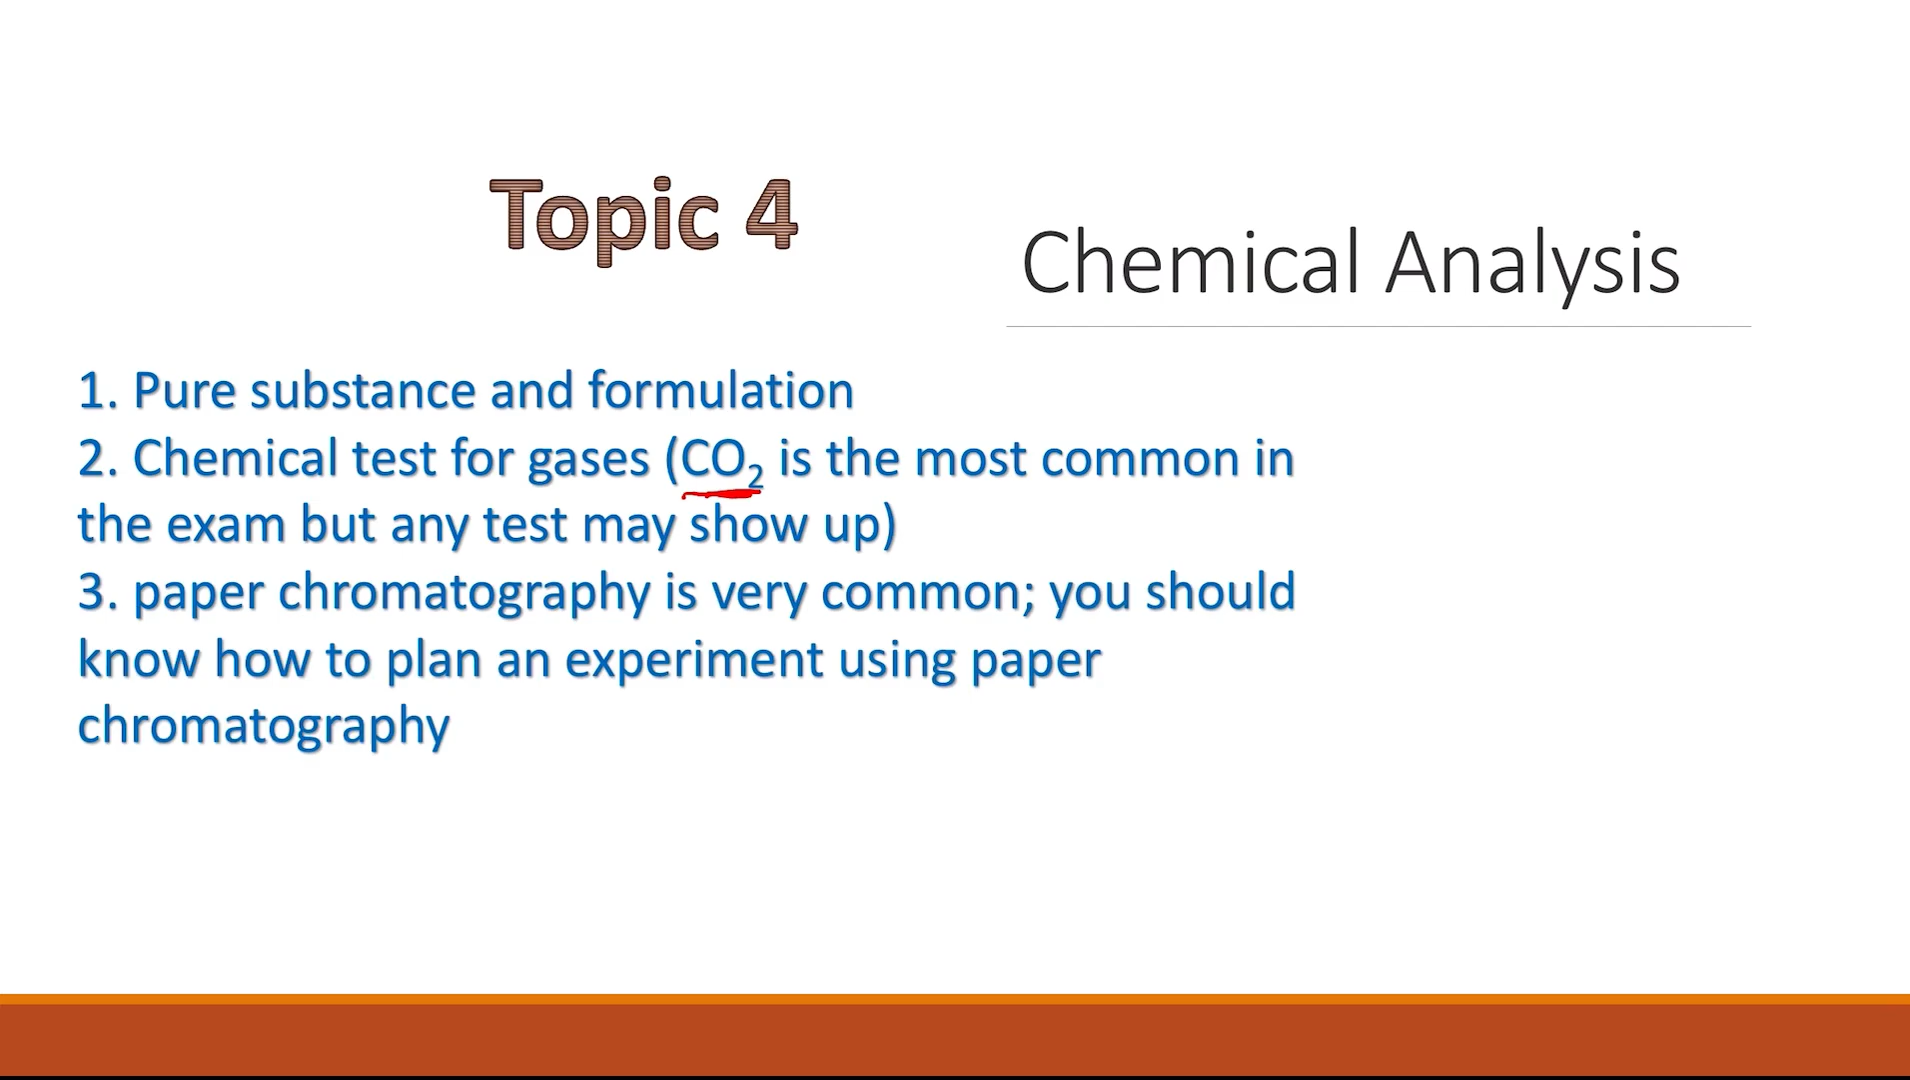 Topic 4
Chemical Analysis
1. Pure substance and formulation
2. Chemical test for gases (CO₂ is the most common in
the exam but any test may show up)
3. paper chromatography is very common; you should
know how to plan an experiment using paper
chromatography